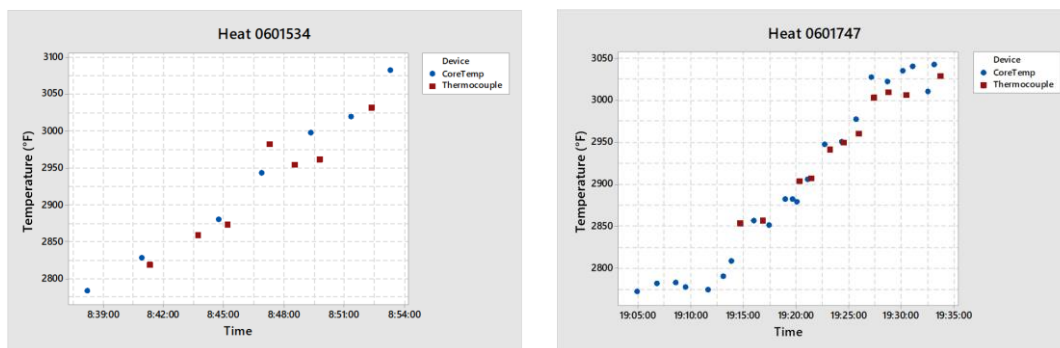 Heat 0601534
Device
CoreTemp
Thermocouple
3100
3050
3000
2950
2900
2850
2800
Temperature (°F)
8:39:00 8:42:00 8:45:00 8:48:00 8:51:00 8:54:00
Time
Heat 0601747
Device
CoreTemp
Thermocouple
3050
3000
2950
2900
2850
2800
Temperature (°F)
19:05:00 19:10:00 19:15:00 19:20:00 19:25:00 19:30:00 19:35:00
Time